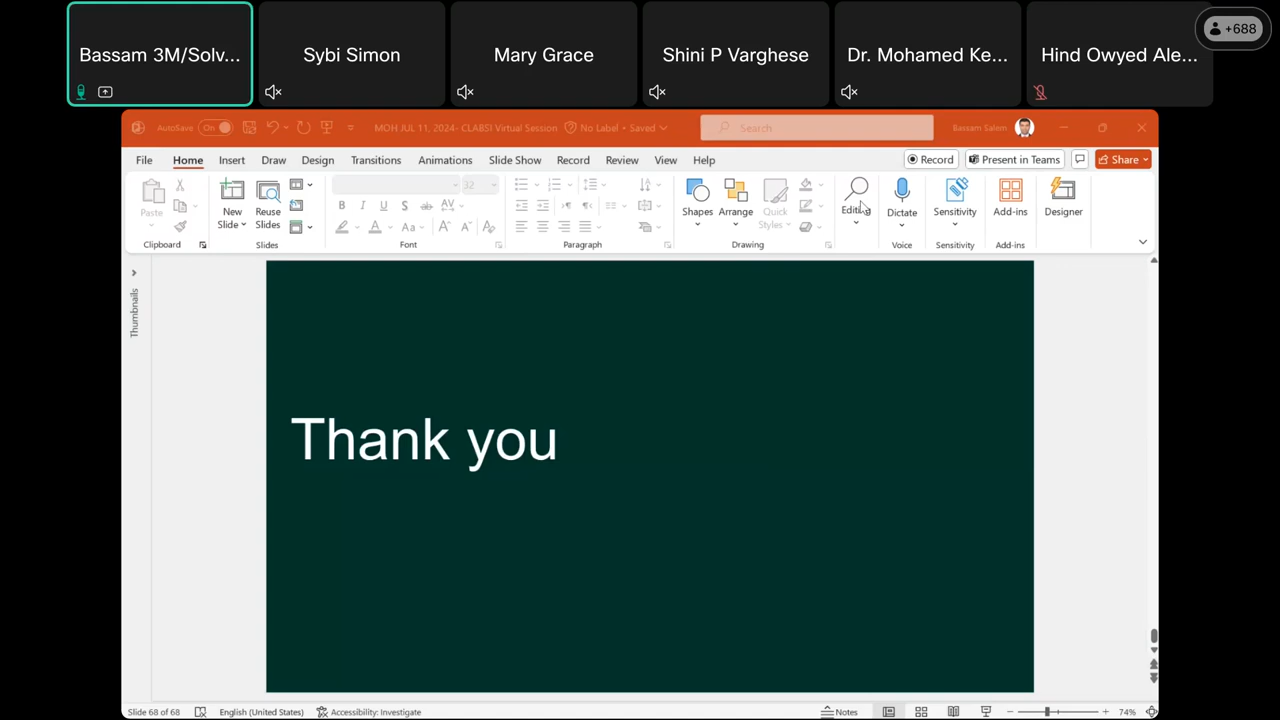 Bassam 3M/Solv...
Sybi Simon
Mary Grace
Shini P Varghese
Dr. Mohamed Ke...
Hind Owyed Ale...
+688
AutoSave On
MOH JUL 11, 2024- CLABSI Virtual Session
No Label • Saved
Search
Bassam Salem
File Home Insert Draw Design Transitions Animations Slide Show Record Review View Help
Record
Present in Teams
Share
Paste
New Slide
Reuse Slides
32
B I U S ab AV
A Aa A A A
Shapes
Arrange
Quick Styles
Editing
Dictate
Sensitivity
Add-ins
Designer
Clipboard Slides Font Paragraph Drawing Voice Sensitivity Add-ins
Thumbnails
Thank you
Slide 68 of 68
English (United States)
Accessibility: Investigate
Notes
74%